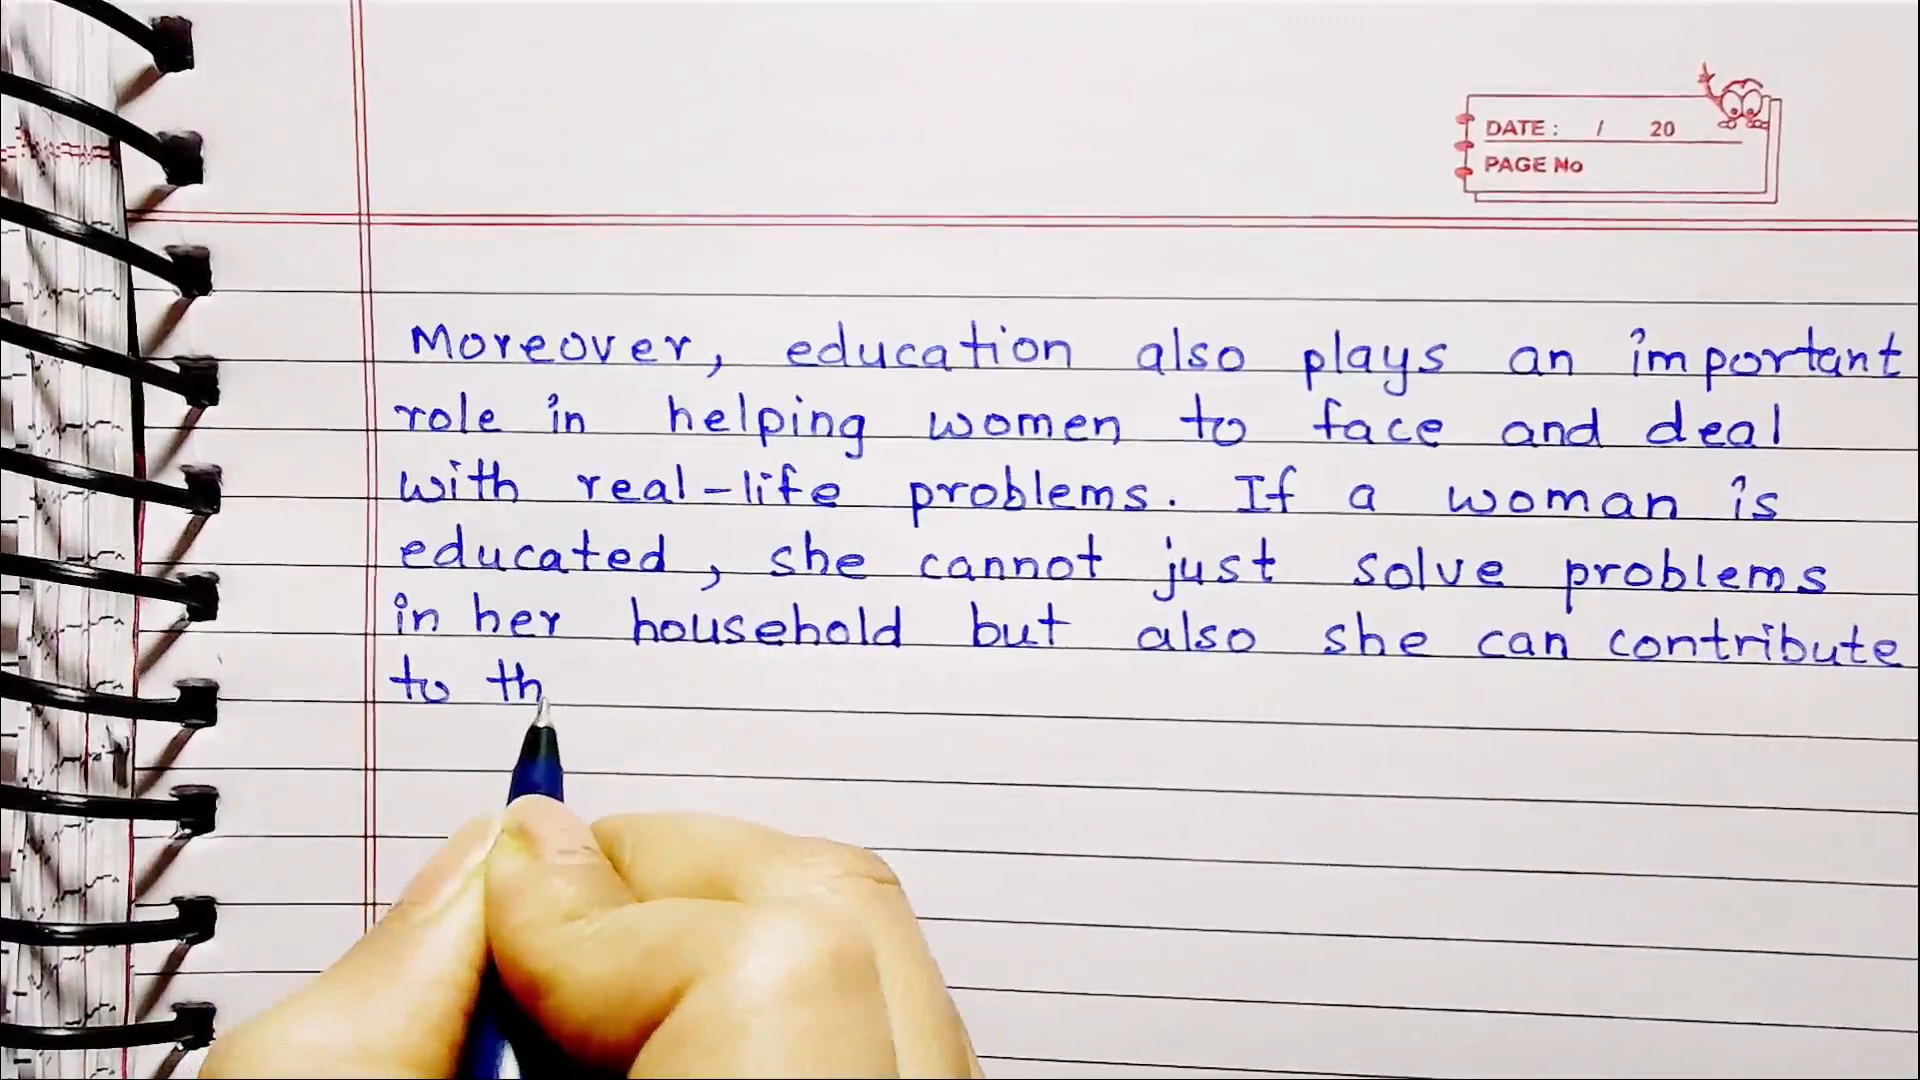 DATE : / 20
PAGE No
Moreover, education also plays an important
role in helping women to face and deal
with real-life problems. If a woman is
educated, she cannot just solve problems
in her household but also she can contribute
to th